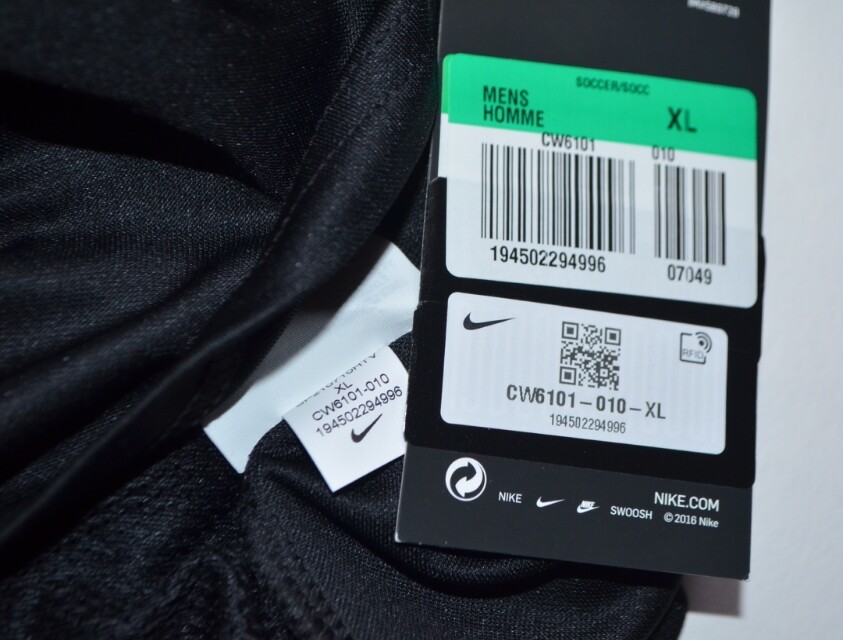 SOCCER/SOCC
MENS
HOMME
XL
CW6101
010
194502294996
07049
RFID
CW6101-010-XL
194502294996
XL
CW6101-010
194502294996
NIKE
SWOOSH
NIKE.COM
© 2016 Nike